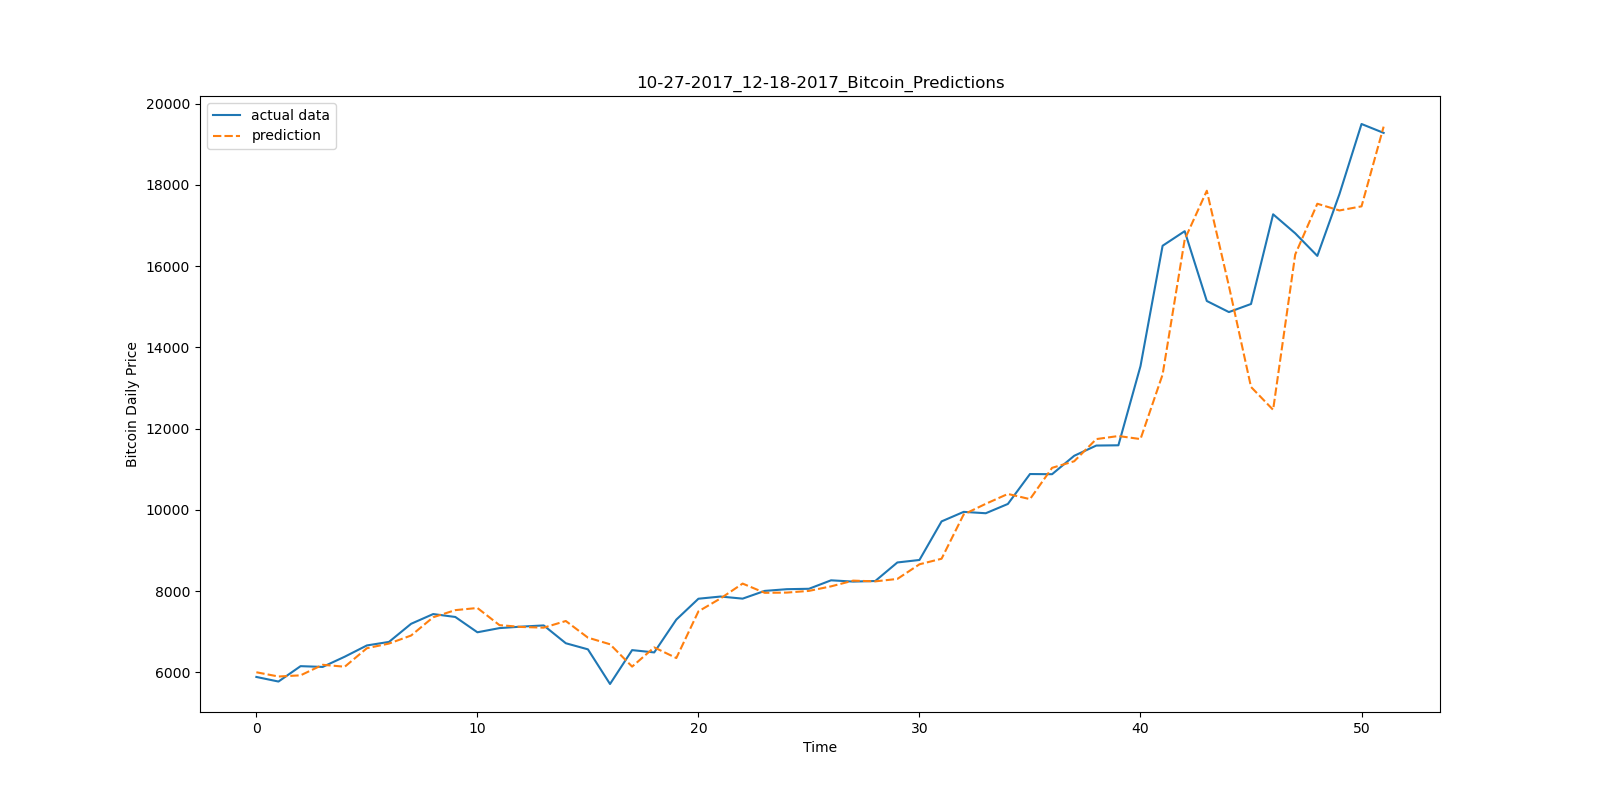 10-27-2017_12-18-2017_Bitcoin_Predictions
actual data
prediction
20000
18000
16000
14000
12000
10000
8000
6000
Bitcoin Daily Price
0 10 20 30 40 50
Time